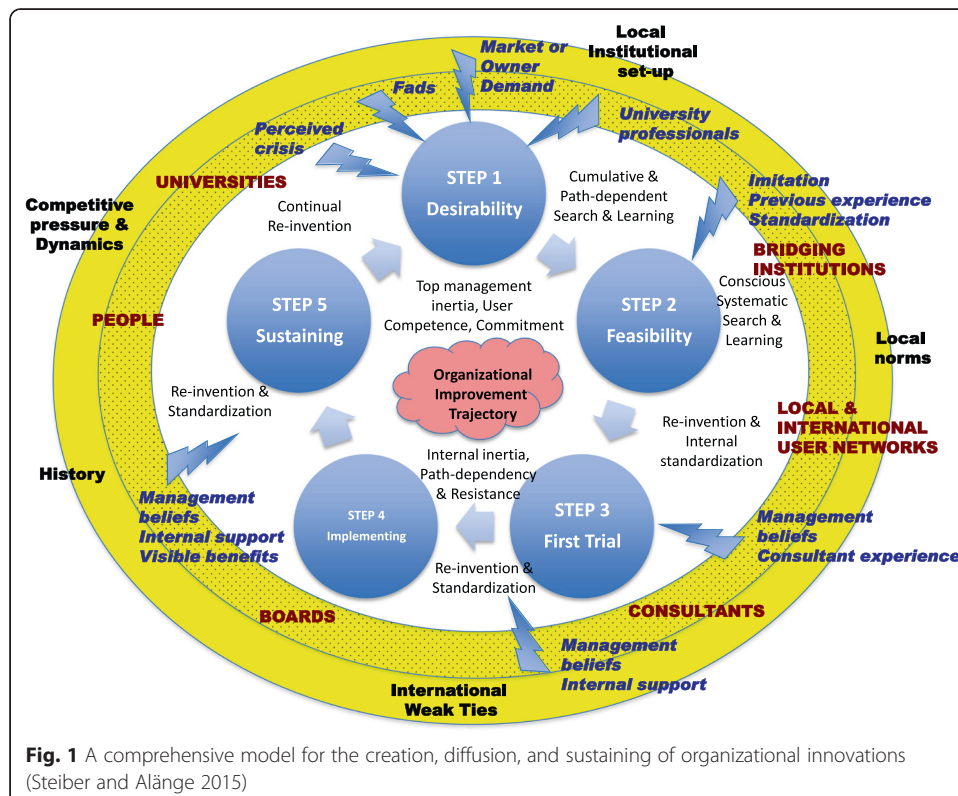 Local
Institutional
set-up
Market or
Owner
Demand
Fads
University
professionals
Perceived
crisis
UNIVERSITIES
STEP 1
Desirability
Cumulative &
Path-dependent
Search & Learning
Imitation
Previous experience
Standardization
Competitive
pressure &
Dynamics
Continual
Re-invention
BRIDGING
INSTITUTIONS
STEP 5
Sustaining
Top management
inertia, User
Competence, Commitment
STEP 2
Feasibility
Conscious
Systematic
Search &
Learning
PEOPLE
Local
norms
Organizational
Improvement
Trajectory
Re-invention &
Standardization
Re-invention &
Internal
standardization
LOCAL &
INTERNATIONAL
USER NETWORKS
History
Internal inertia,
Path-dependency
& Resistance
Management
beliefs
Internal support
Visible benefits
STEP 4
Implementing
STEP 3
First Trial
Management
beliefs
Consultant experience
Re-invention &
Standardization
BOARDS
CONSULTANTS
Management
beliefs
Internal support
International
Weak Ties
Fig. 1 A comprehensive model for the creation, diffusion, and sustaining of organizational innovations
(Steiber and Alänge 2015)